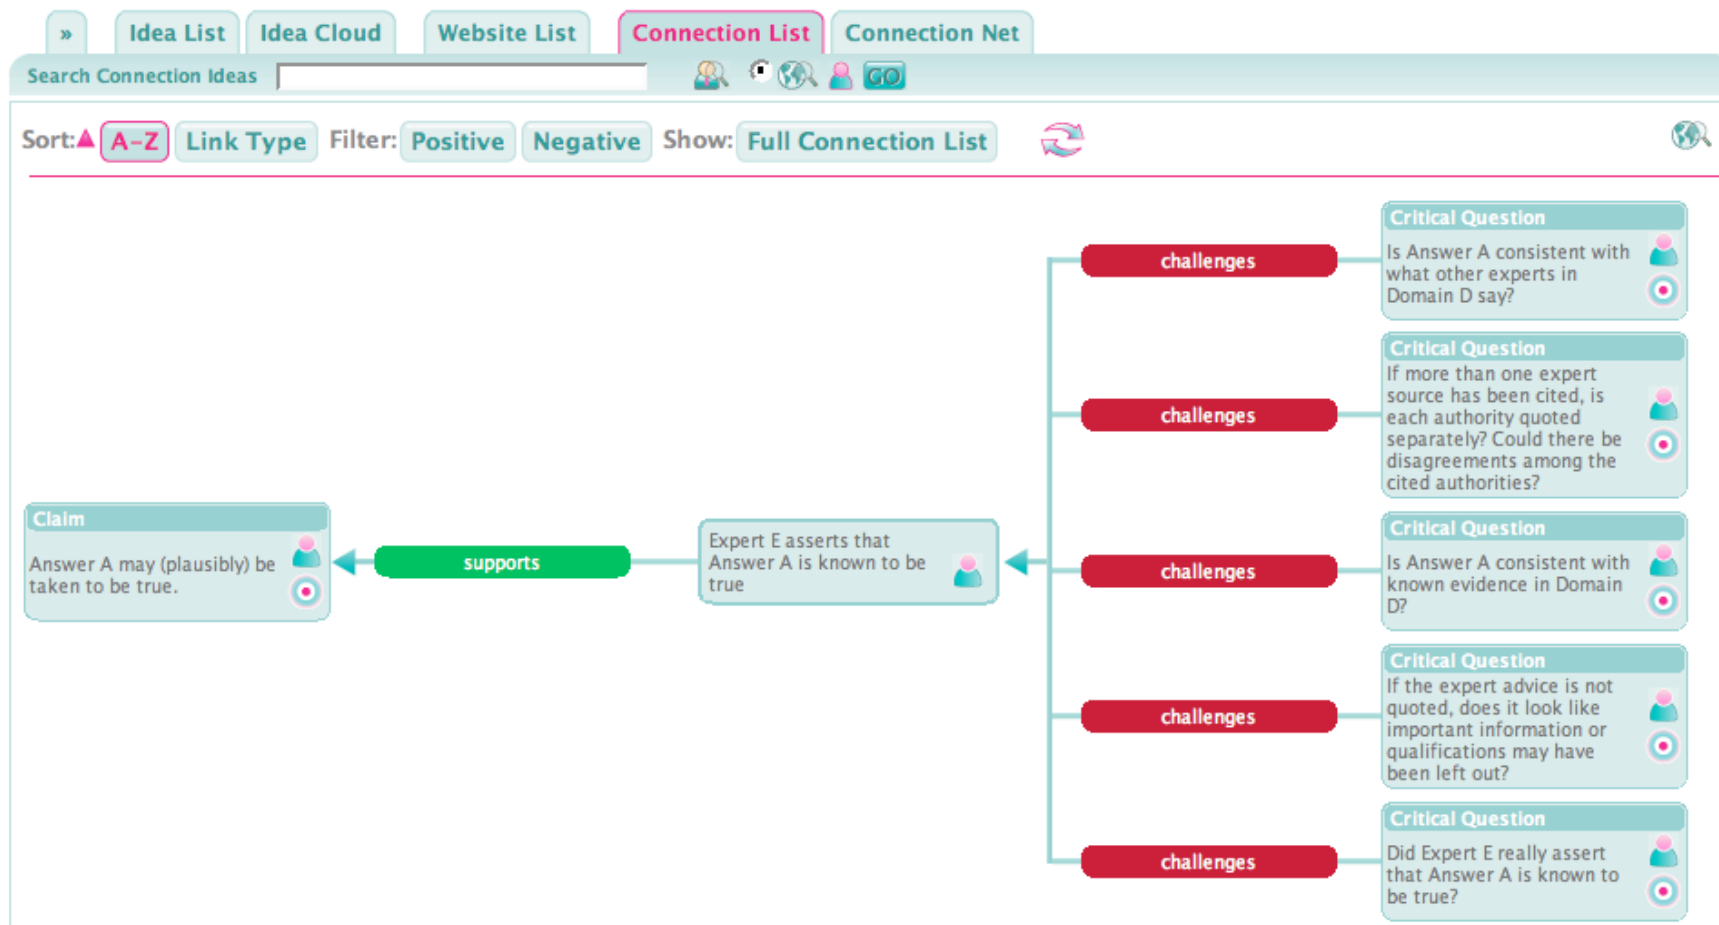 »
Idea List
Idea Cloud
Website List
Connection List
Connection Net
Search Connection Ideas
GO
Sort:
A-Z
Link Type
Filter:
Positive
Negative
Show:
Full Connection List
Claim
Answer A may (plausibly) be
taken to be true.
supports
Expert E asserts that
Answer A is known to be
true
challenges
Critical Question
Is Answer A consistent with
what other experts in
Domain D say?
challenges
Critical Question
If more than one expert
source has been cited, is
each authority quoted
separately? Could there be
disagreements among the
cited authorities?
challenges
Critical Question
Is Answer A consistent with
known evidence in Domain
D?
challenges
Critical Question
If the expert advice is not
quoted, does it look like
important information or
qualifications may have
been left out?
challenges
Critical Question
Did Expert E really assert
that Answer A is known to
be true?